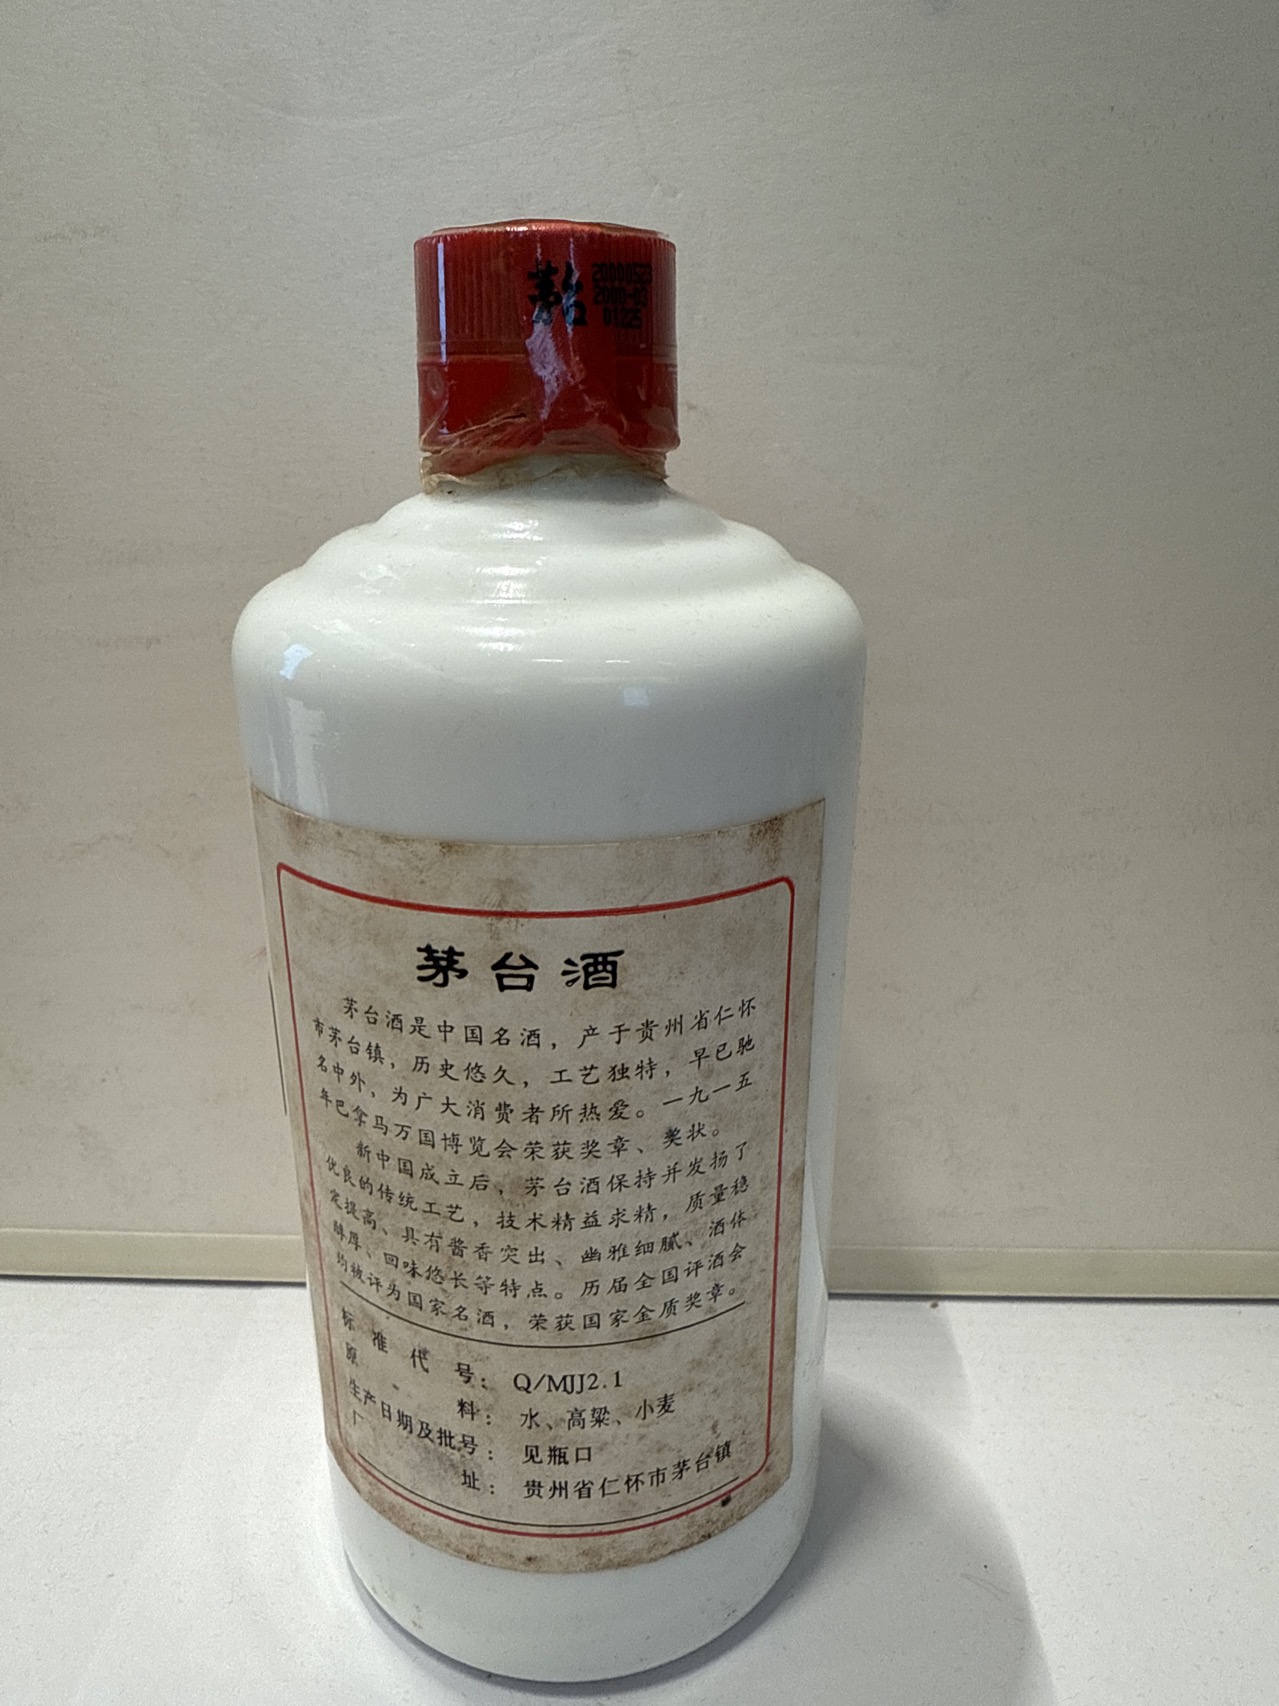 茅台
20000523
2000-03
01225
茅台酒
茅台酒是中国名酒，产于贵州省仁怀
市茅台镇，历史悠久，工艺独特，早已驰
名中外，为广大消费者所热爱。一九一五
年巴拿马万国博览会荣获奖章、奖状。
新中国成立后，茅台酒保持并发扬了
优良的传统工艺，技术精益求精，质量稳
定提高、具有酱香突出、幽雅细腻、酒体
醇厚、回味悠长等特点。历届全国评酒会
均被评为国家名酒，荣获国家金质奖章。
标准代号：Q/MJJ2.1
原料：水、高粱、小麦
生产日期及批号：见瓶口
厂址：贵州省仁怀市茅台镇